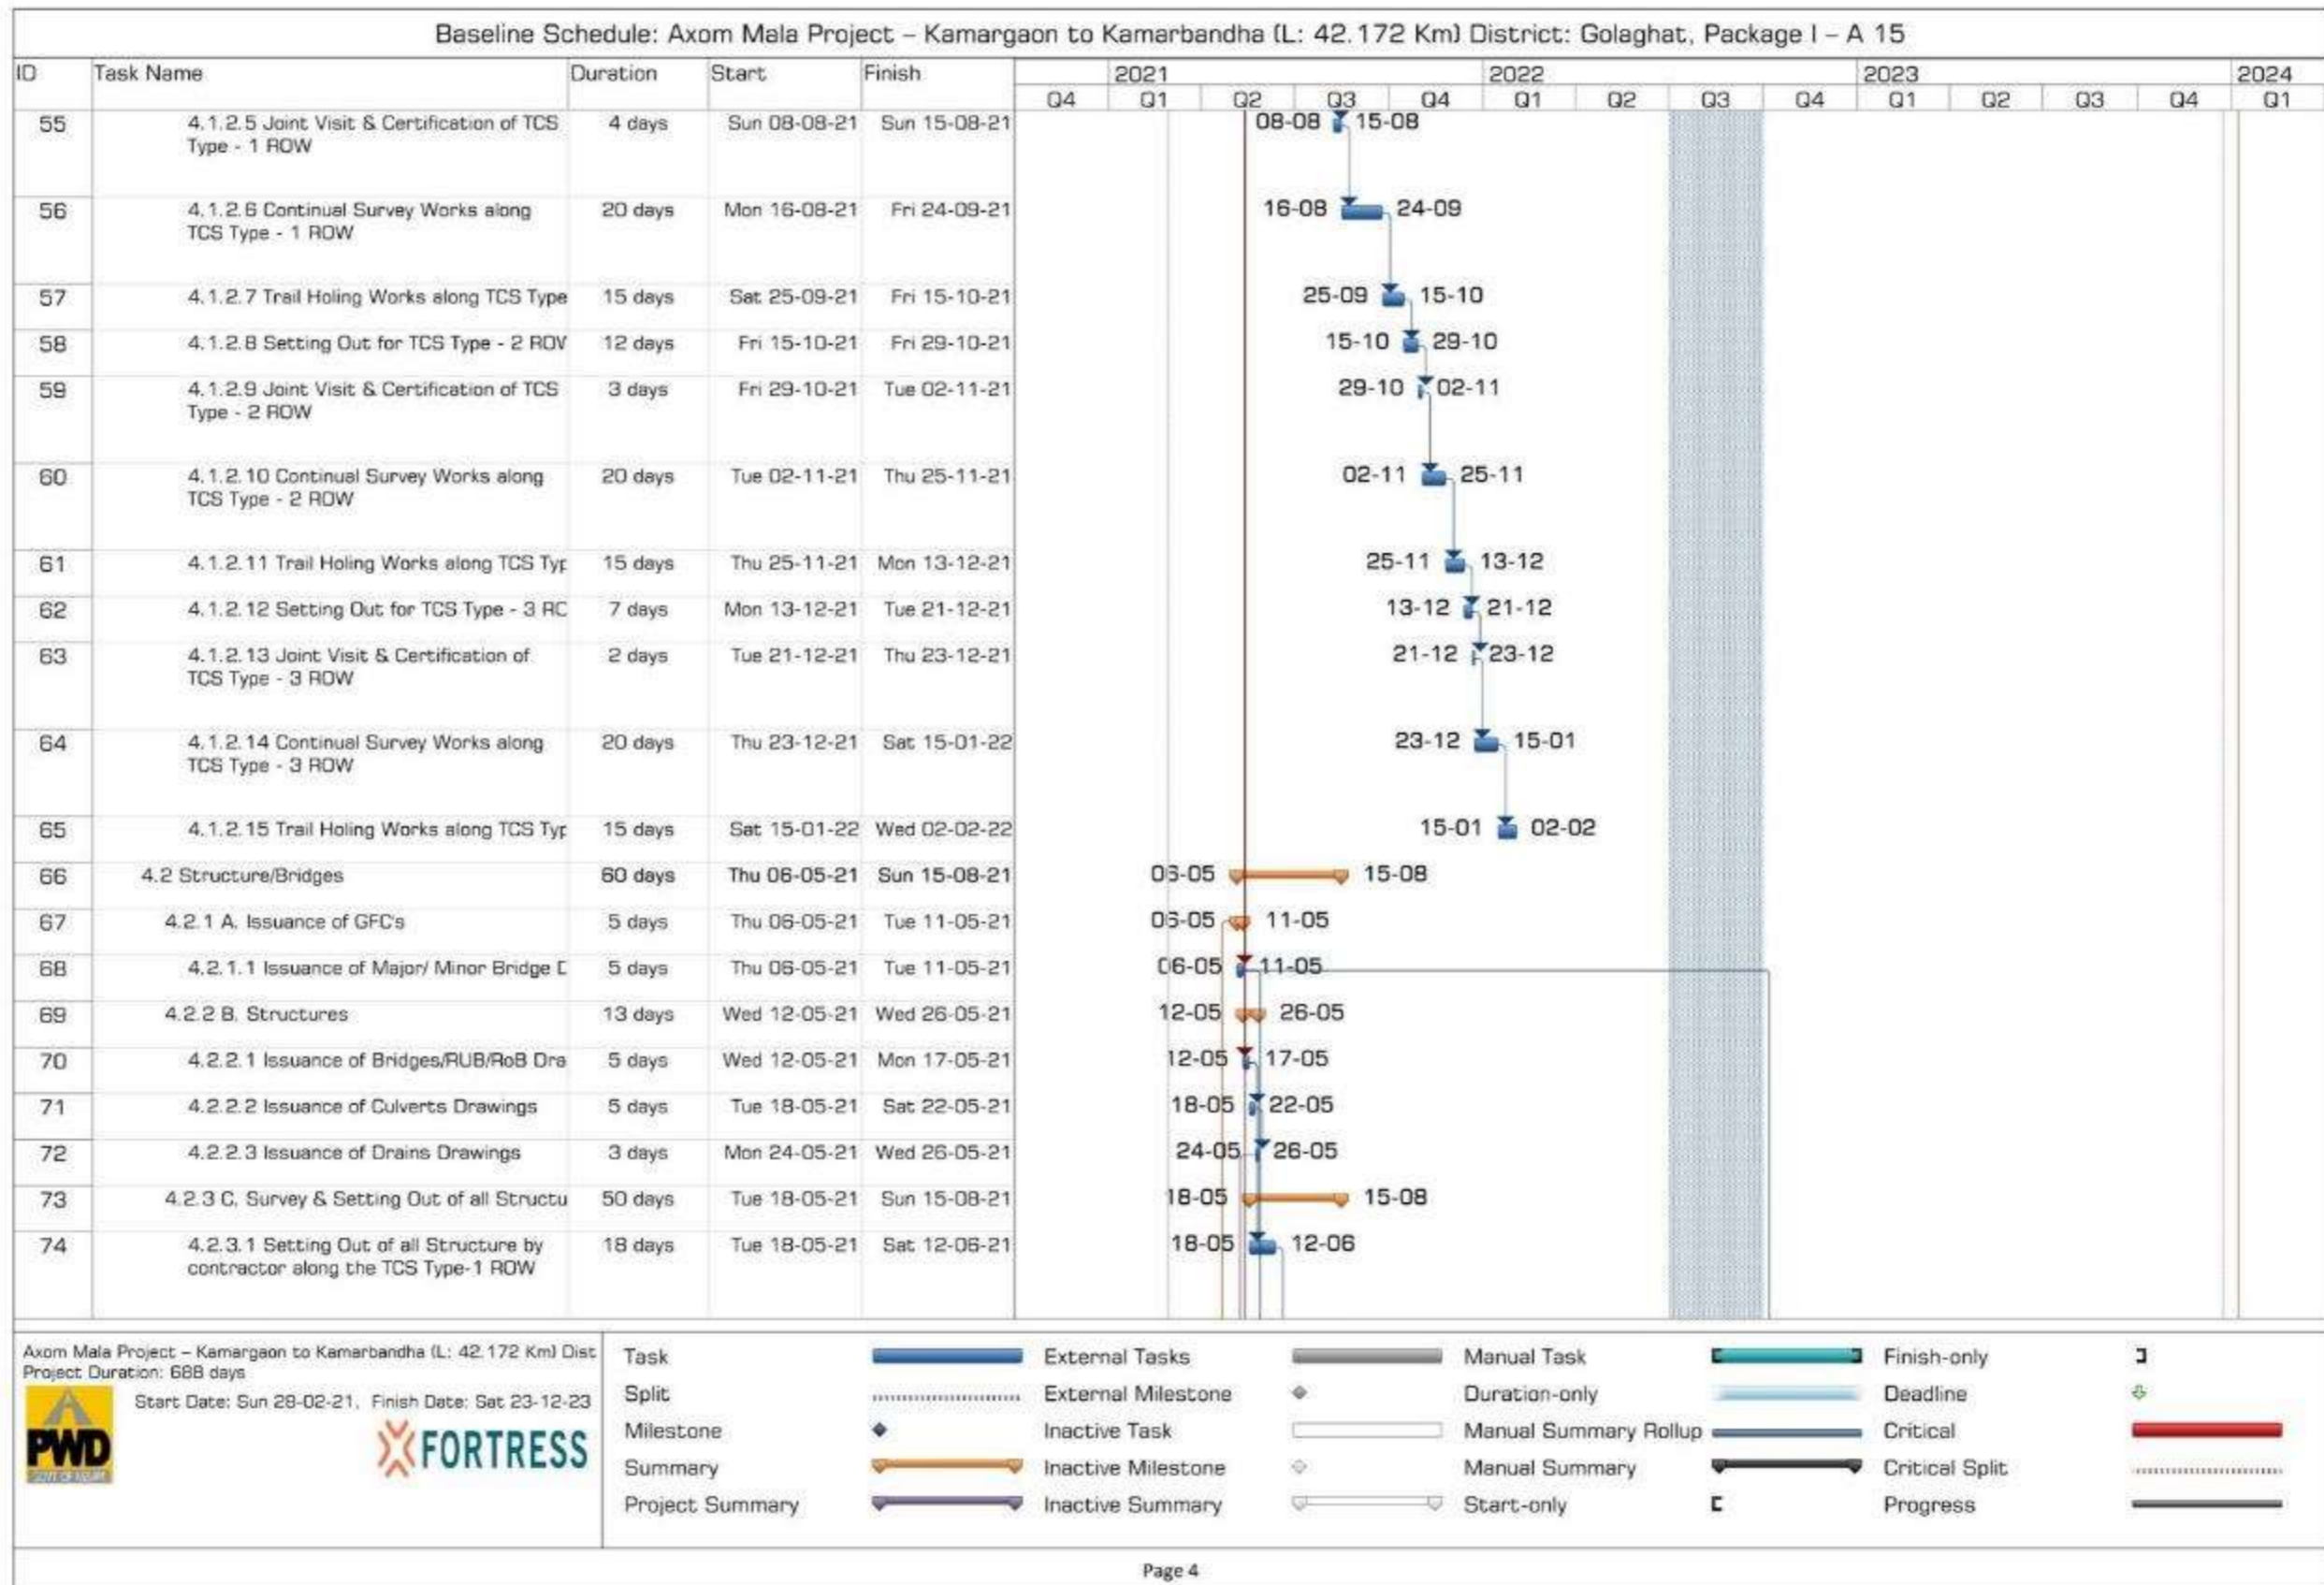 Baseline Schedule: Axom Mala Project – Kamargaon to Kamarbandha (L: 42.172 Km) District: Golaghat, Package I – A 15
ID Task Name Duration Start Finish 2021 2022 2023 2024
Q4 Q1 Q2 Q3 Q4 Q1 Q2 Q3 Q4 Q1 Q2 Q3 Q4 Q1
55 4.1.2.5 Joint Visit & Certification of TCS 4 days Sun 08-08-21 Sun 15-08-21 08-08 15-08
Type - 1 ROW
56 4.1.2.6 Continual Survey Works along 20 days Mon 16-08-21 Fri 24-09-21 16-08 24-09
TCS Type - 1 ROW
57 4.1.2.7 Trail Holing Works along TCS Type 15 days Sat 25-09-21 Fri 15-10-21 25-09 15-10
58 4.1.2.8 Setting Out for TCS Type - 2 ROV 12 days Fri 15-10-21 Fri 29-10-21 15-10 29-10
59 4.1.2.9 Joint Visit & Certification of TCS 3 days Fri 29-10-21 Tue 02-11-21 29-10 02-11
Type - 2 ROW
60 4.1.2.10 Continual Survey Works along 20 days Tue 02-11-21 Thu 25-11-21 02-11 25-11
TCS Type - 2 ROW
61 4.1.2.11 Trail Holing Works along TCS Typ 15 days Thu 25-11-21 Mon 13-12-21 25-11 13-12
62 4.1.2.12 Setting Out for TCS Type - 3 RC 7 days Mon 13-12-21 Tue 21-12-21 13-12 21-12
63 4.1.2.13 Joint Visit & Certification of 2 days Tue 21-12-21 Thu 23-12-21 21-12 23-12
TCS Type - 3 ROW
64 4.1.2.14 Continual Survey Works along 20 days Thu 23-12-21 Sat 15-01-22 23-12 15-01
TCS Type - 3 ROW
65 4.1.2.15 Trail Holing Works along TCS Typ 15 days Sat 15-01-22 Wed 02-02-22 15-01 02-02
66 4.2 Structure/Bridges 60 days Thu 06-05-21 Sun 15-08-21 06-05 15-08
67 4.2.1 A. Issuance of GFC's 5 days Thu 06-05-21 Tue 11-05-21 06-05 11-05
68 4.2.1.1 Issuance of Major/ Minor Bridge D 5 days Thu 06-05-21 Tue 11-05-21 06-05 11-05
69 4.2.2 B. Structures 13 days Wed 12-05-21 Wed 26-05-21 12-05 26-05
70 4.2.2.1 Issuance of Bridges/RUB/RoB Dra 5 days Wed 12-05-21 Mon 17-05-21 12-05 17-05
71 4.2.2.2 Issuance of Culverts Drawings 5 days Tue 18-05-21 Sat 22-05-21 18-05 22-05
72 4.2.2.3 Issuance of Drains Drawings 3 days Mon 24-05-21 Wed 26-05-21 24-05 26-05
73 4.2.3 C. Survey & Setting Out of all Structu 50 days Tue 18-05-21 Sun 15-08-21 18-05 15-08
74 4.2.3.1 Setting Out of all Structure by 18 days Tue 18-05-21 Sat 12-06-21 18-05 12-06
contractor along the TCS Type-1 ROW
Axom Mala Project – Kamargaon to Kamarbandha (L: 42.172 Km) Dist
Project Duration: 688 days
Start Date: Sun 28-02-21, Finish Date: Sat 23-12-23
PWD
GOVT OF ASSAM
FORTRESS
Task External Tasks Manual Task Finish-only
Split External Milestone Duration-only Deadline
Milestone Inactive Task Manual Summary Rollup Critical
Summary Inactive Milestone Manual Summary Critical Split
Project Summary Inactive Summary Start-only Progress
Page 4